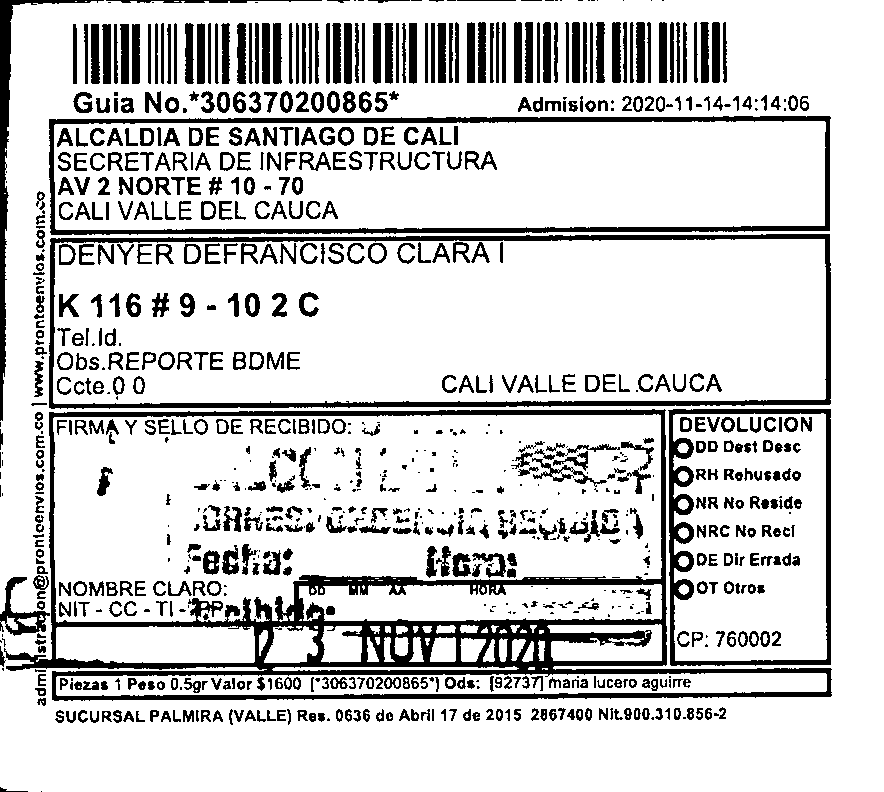 Guia No.*306370200865*
Admision: 2020-11-14-14:14:06
ALCALDIA DE SANTIAGO DE CALI
SECRETARIA DE INFRAESTRUCTURA
AV 2 NORTE # 10 - 70
CALI VALLE DEL CAUCA
DENYER DEFRANCISCO CLARA I
K 116 # 9 - 10 2 C
Tel.Id.
Obs.REPORTE BDME
Ccte.0 0
CALI VALLE DEL CAUCA
administracion@prontoenvios.com.co | www.prontoenvios.com.co
FIRMA Y SELLO DE RECIBIDO:
CORRESPONDENCIA RECIBIDA
Fecha: Hora:
NOMBRE CLARO:
DD MM AA HORA
NIT - CC - TI - PP
Recibido:
23 NOV 2020
DEVOLUCION
DD Dest Desc
RH Rehusado
NR No Reside
NRC No Recl
DE Dir Errada
OT Otros
CP: 760002
Piezas 1 Peso 0.5gr Valor $1600 [*306370200865*] Ods: [92737] maria lucero aguirre
SUCURSAL PALMIRA (VALLE) Res. 0636 de Abril 17 de 2015 2867400 Nit.900.310.856-2